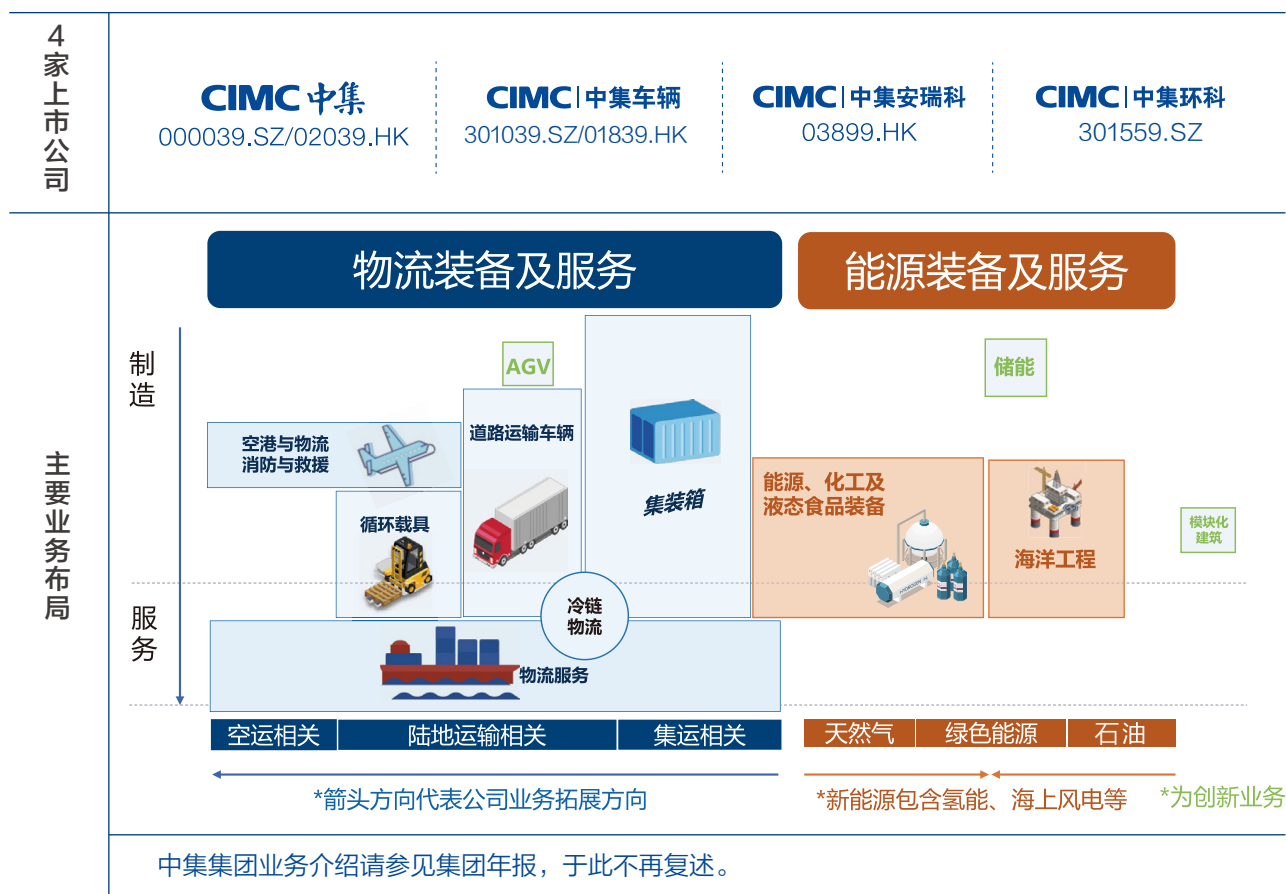 4家上市公司
CIMC 中集
000039.SZ/02039.HK
CIMC|中集车辆
301039.SZ/01839.HK
CIMC|中集安瑞科
03899.HK
CIMC|中集环科
301559.SZ
主要业务布局
物流装备及服务
能源装备及服务
制造
服务
AGV
储能
空港与物流
消防与救援
道路运输车辆
集装箱
循环载具
能源、化工及
液态食品装备
海洋工程
模块化
建筑
HYDROGEN
冷链
物流
物流服务
空运相关
陆地运输相关
集运相关
天然气
绿色能源
石油
*箭头方向代表公司业务拓展方向
*新能源包含氢能、海上风电等
*为创新业务
中集集团业务介绍请参见集团年报，于此不再复述。